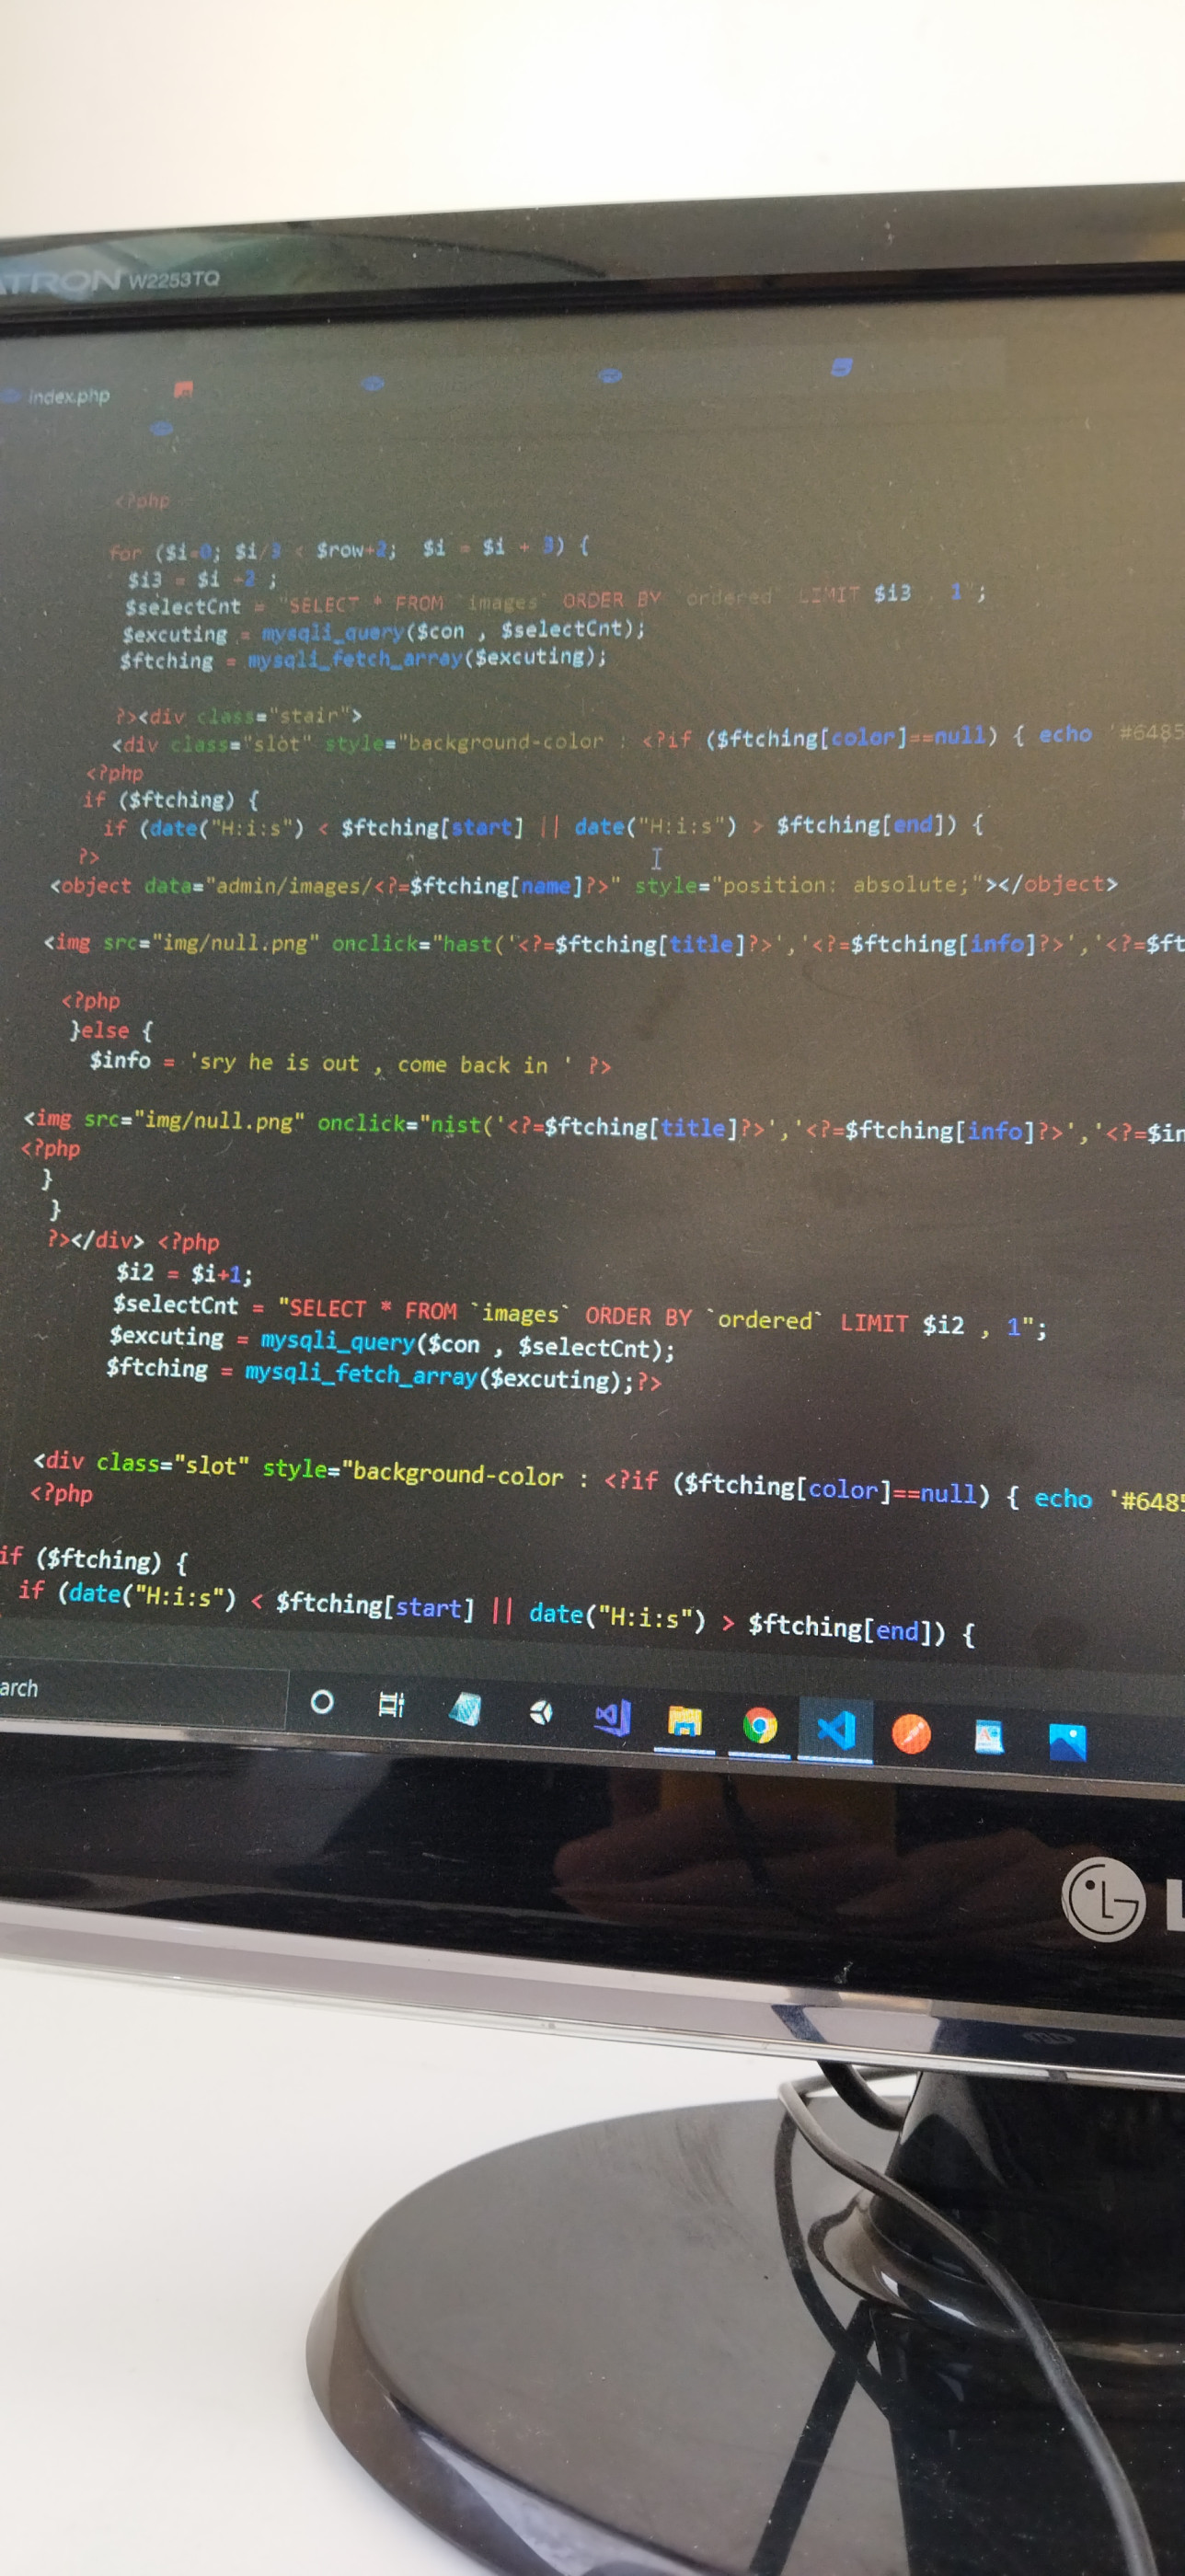 TRON W2253TQ
index.php
<?php
for ($i=0; $i/3 < $row+2;  $i = $i + 3) {
$i3 = $i +2 ;
$selectCnt = "SELECT * FROM `images` ORDER BY `ordered` LIMIT $i3 , 1";
$excuting = mysqli_query($con , $selectCnt);
$ftching = mysqli_fetch_array($excuting);
?><div class="stair">
<div class="slot" style="background-color : <?if ($ftching[color]==null) { echo '#6485
<?php
if ($ftching) {
if (date("H:i:s") < $ftching[start] || date("H:i:s") > $ftching[end]) {
?>
<object data="admin/images/<?=$ftching[name]?>" style="position: absolute;"></object>
<img src="img/null.png" onclick="hast('<?=$ftching[title]?>','<?=$ftching[info]?>','<?=$ft
<?php
}else {
$info = 'sry he is out , come back in ' ?>
<img src="img/null.png" onclick="nist('<?=$ftching[title]?>','<?=$ftching[info]?>','<?=$in
<?php
}
}
?></div> <?php
$i2 = $i+1;
$selectCnt = "SELECT * FROM `images` ORDER BY `ordered` LIMIT $i2 , 1";
$excuting = mysqli_query($con , $selectCnt);
$ftching = mysqli_fetch_array($excuting);?>
<div class="slot" style="background-color : <?if ($ftching[color]==null) { echo '#6485
<?php
if ($ftching) {
if (date("H:i:s") < $ftching[start] || date("H:i:s") > $ftching[end]) {
arch
LG L